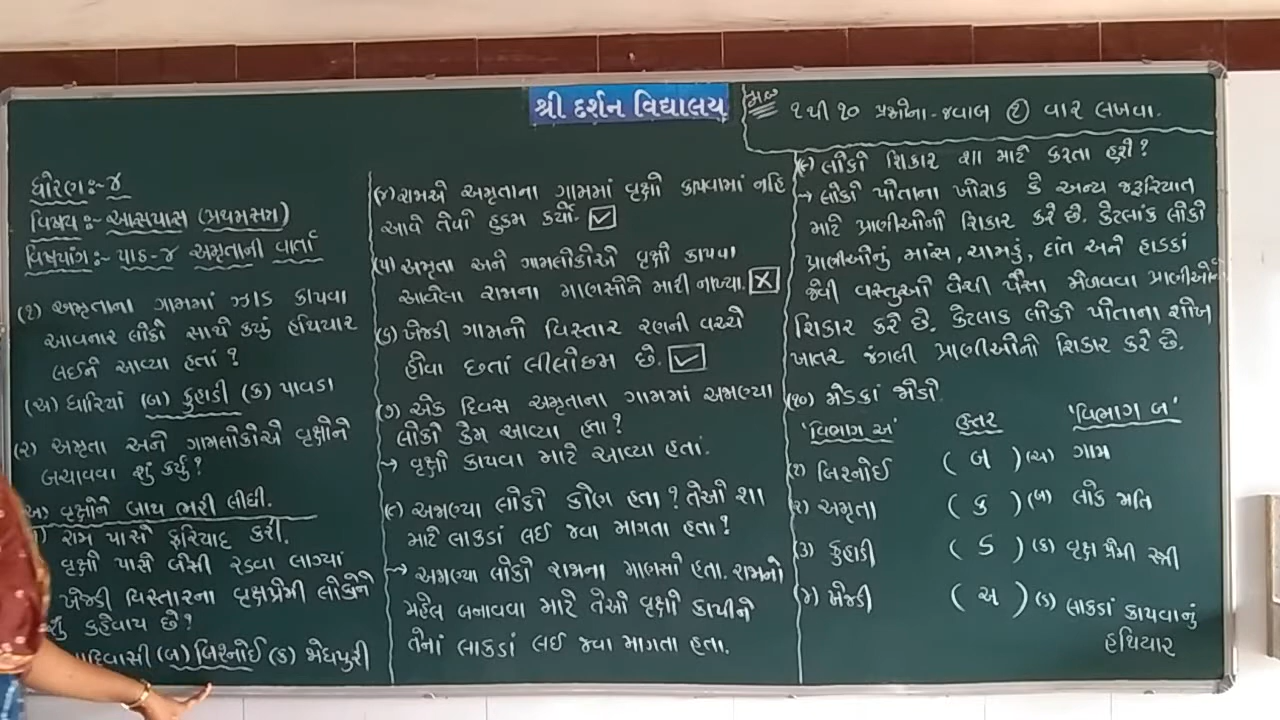 શ્રી દર્શન વિદ્યાલય
૧ થી ૧૦ પ્રશ્નોના જવાબ ② વાર લખવા.
ધોરણ:- ૪
વિષય:- આસપાસ (પ્રથમસત્ર)
વિષયાંગ:- પાઠ-૪ અમૃતાની વાર્તા
(૧) અમૃતાના ગામમાં ઝાડ કાપવા
આવનાર લોકો સાથે કયું હથિયાર
લઈને આવ્યા હતાં ?
(અ) ધારિયાં (બ) કુહાડી (ક) પાવડા
(૨) અમૃતા અને ગામલોકોએ વૃક્ષોને
બચાવવા શું કર્યું ?
(અ) વૃક્ષોને બાથ ભરી લીધી.
રાજા પાસે ફરિયાદ કરી.
વૃક્ષો પાસે બેસી રડવા લાગ્યાં
ખેજડી વિસ્તારના વૃક્ષપ્રેમી લોકોને
શું કહેવાય છે ?
(બ) બિશ્નોઈ (ક) મેઘપુરી
(૪) રાજાએ અમૃતાના ગામમાં વૃક્ષો કાપવામાં નહિ
આવે તેવો હુકમ કર્યો. ✓
(૫) અમૃતા અને ગામલોકોએ વૃક્ષો કાપવા
આવેલા રાજાના માણસોને મારી નાખ્યા. ✗
(૬) ખેજડી ગામનો વિસ્તાર રણની વચ્ચે
હોવા છતાં લીલોછમ છે. ✓
(૭) એક દિવસ અમૃતાના ગામમાં અજાણ્યા
લોકો કેમ આવ્યા હતા ?
→ વૃક્ષો કાપવા માટે આવ્યા હતાં.
(૮) અજાણ્યા લોકો કોણ હતા ? તેઓ શા
માટે લાકડાં લઈ જવા માગતા હતા ?
→ અજાણ્યા લોકો રાજાના માણસો હતા. રાજાનો
મહેલ બનાવવા માટે તેઓ વૃક્ષો કાપીને
તેનાં લાકડાં લઈ જવા માગતા હતા.
(૯) લોકો શિકાર શા માટે કરતા હશે ?
→ લોકો પોતાના ખોરાક કે અન્ય જરૂરિયાત
માટે પ્રાણીઓનો શિકાર કરે છે. કેટલાંક લોકો
પ્રાણીઓનું માંસ, ચામડું, દાંત અને હાડકાં
જેવી વસ્તુઓ વેચી પૈસા મેળવવા પ્રાણીઓનો
શિકાર કરે છે. કેટલાક લોકો પોતાના શોખ
ખાતર જંગલી પ્રાણીઓનો શિકાર કરે છે.
(૧૦) જોડકાં જોડો.
'વિભાગ અ' ઉત્તર 'વિભાગ બ'
(૧) બિશ્નોઈ ( બ ) (અ) ગામ
(૨) અમૃતા ( ક ) (બ) લોક જાતિ
(૩) કુહાડી ( ડ ) (ક) વૃક્ષ પ્રેમી સ્ત્રી
(૪) ખેજડી ( અ ) (ડ) લાકડાં કાપવાનું
હથિયાર